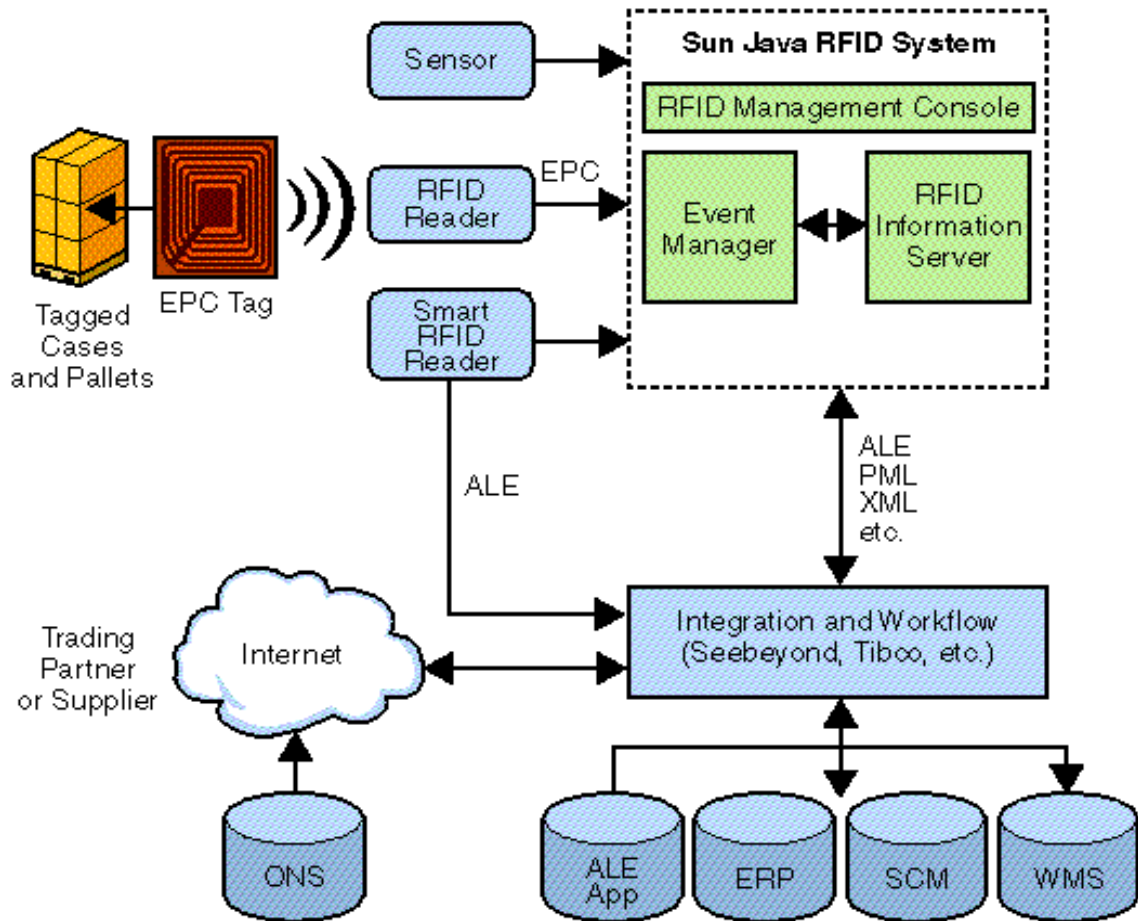 Sensor
Sun Java RFID System
RFID Management Console
EPC
RFID
Reader
Event
Manager
RFID
Information
Server
EPC Tag
Tagged
Cases
and Pallets
Smart
RFID
Reader
ALE
ALE
PML
XML
etc.
Trading
Partner
or Supplier
Internet
Integration and Workflow
(Seebeyond, Tibco, etc.)
ONS
ALE
App
ERP
SCM
WMS